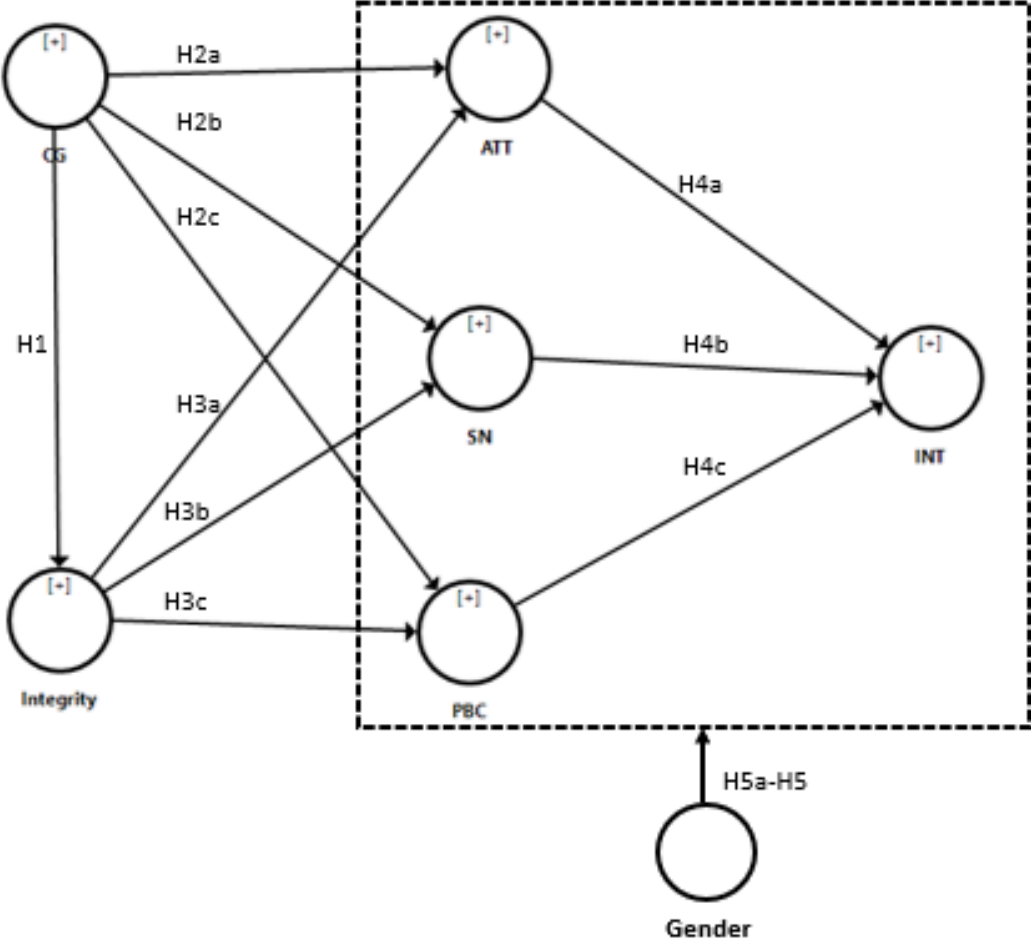 [+]
CG
H2a
H2b
H2c
[+]
ATT
H4a
H1
[+]
SN
H4b
[+]
INT
H3a
H4c
H3b
[+]
Integrity
H3c
[+]
PBC
H5a-H5
Gender